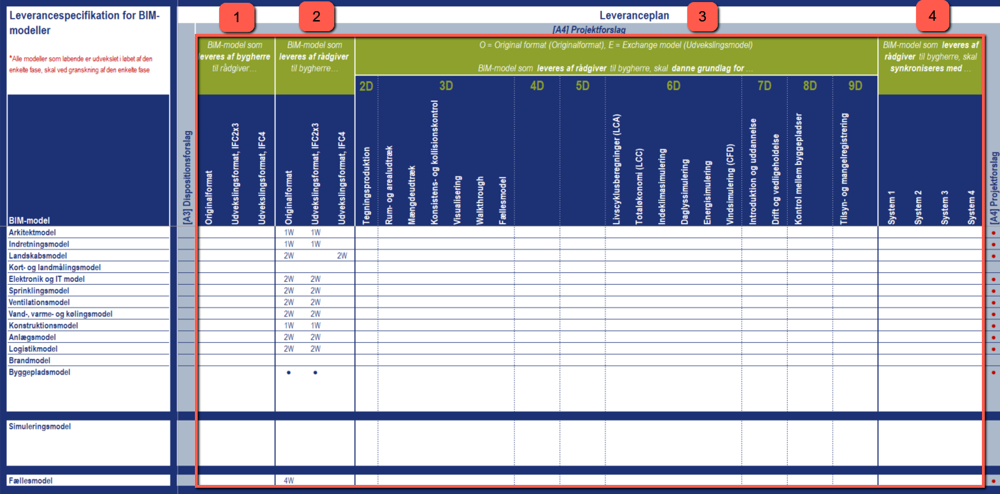 1
2
3
4
Leverancespecifikation for BIM-
modeller
*Alle modeller som løbende er udvekslet i løbet af den
enkelte fase, skal ved granskning af den enkelte fase
Leveranceplan
[A4] Projektforslag
BIM-model som
leveres af bygherre
til rådgiver…
BIM-model som
leveres af rådgiver
til bygherre…
O = Original format (Originalformat), E = Exchange model (Udvekslingsmodel)
BIM-model som leveres af rådgiver til bygherre, skal danne grundlag for …
BIM-model som leveres af
rådgiver til bygherre, skal
synkroniseres med …
2D 3D 4D 5D 6D 7D 8D 9D
BIM-model
[A3] Dispositionsforslag
Originalformat
Udvekslingsformat, IFC2x3
Udvekslingsformat, IFC4
Originalformat
Udvekslingsformat, IFC2x3
Udvekslingsformat, IFC4
Tegningsproduktion
Rum- og arealudtræk
Mængdeudtræk
Konsistens- og kollisionskontrol
Visualisering
Walkthrough
Fællesmodel
Livscyklusberegninger (LCA)
Totaløkonomi (LCC)
Indeklimasimulering
Daglyssimulering
Energisimulering
Vindsimulering (CFD)
Introduktion og uddannelse
Drift og vedligeholdelse
Kontrol mellem byggepladser
Tilsyn- og mangelregistrering
System 1
System 2
System 3
System 4
[A4] Projektforslag
Arkitektmodel 1W 1W •
Indretningsmodel 1W 1W •
Landskabsmodel 2W 2W •
Kort- og landmålingsmodel
Elektronik og IT model 2W 2W •
Sprinklingsmodel 2W 2W •
Ventilationsmodel 2W 2W •
Vand-, varme- og kølingsmodel 2W 2W •
Konstruktionsmodel 1W 1W •
Anlægsmodel 2W 2W •
Logistikmodel 2W 2W •
Brandmodel
Byggepladsmodel • • •
Simuleringsmodel
Fællesmodel 4W •